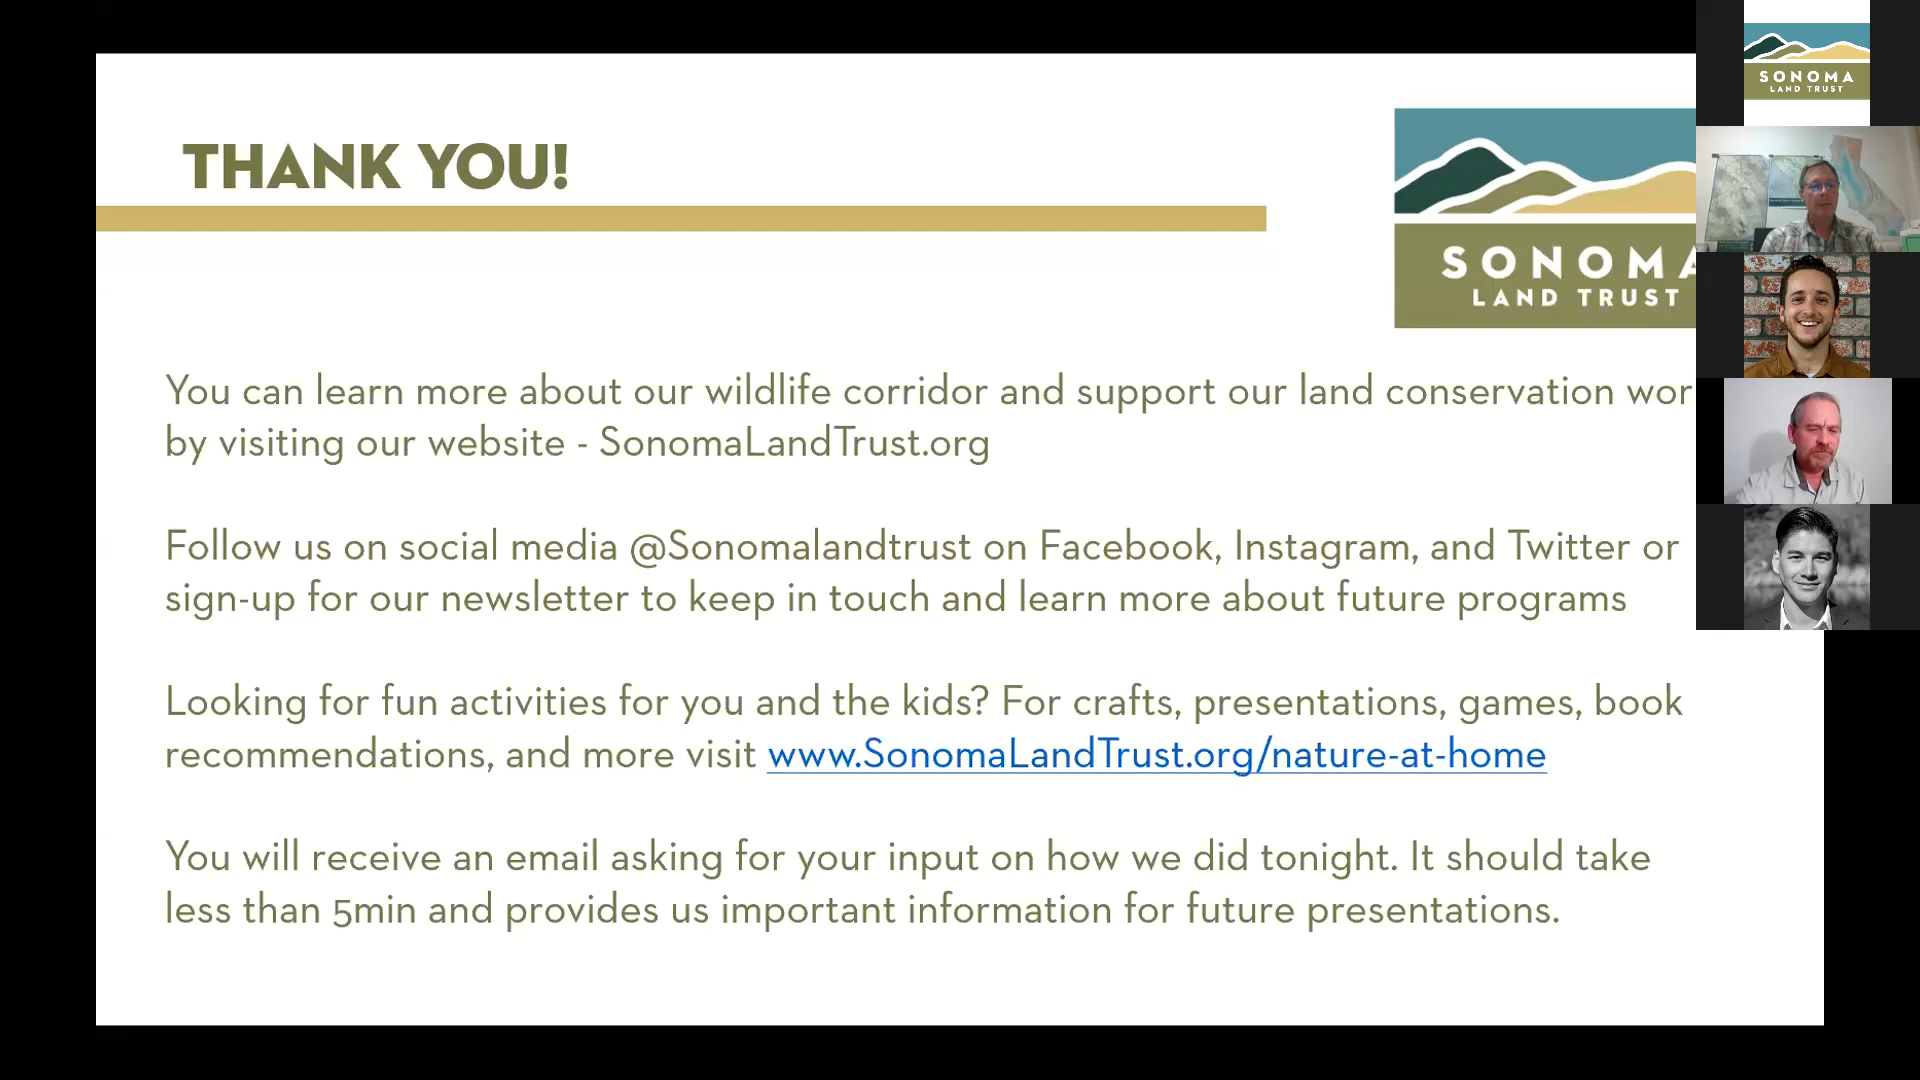 THANK YOU!
SONOMA
LAND TRUST
SONOMA
LAND TRUST
You can learn more about our wildlife corridor and support our land conservation wor
by visiting our website - SonomaLandTrust.org
Follow us on social media @Sonomalandtrust on Facebook, Instagram, and Twitter or
sign-up for our newsletter to keep in touch and learn more about future programs
Looking for fun activities for you and the kids? For crafts, presentations, games, book
recommendations, and more visit www.SonomaLandTrust.org/nature-at-home
You will receive an email asking for your input on how we did tonight. It should take
less than 5min and provides us important information for future presentations.